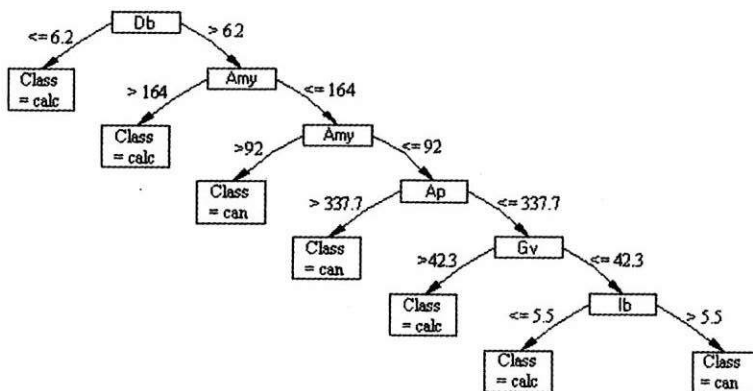 Db
<= 6.2
> 6.2
Class
= calc
Amy
> 164
<= 164
Class
= calc
Amy
>92
<=92
Class
= can
Ap
> 337.7
<=337.7
Class
= can
Gv
>42.3
<=42.3
Class
= calc
Ib
<= 5.5
> 5.5
Class
= calc
Class
= can